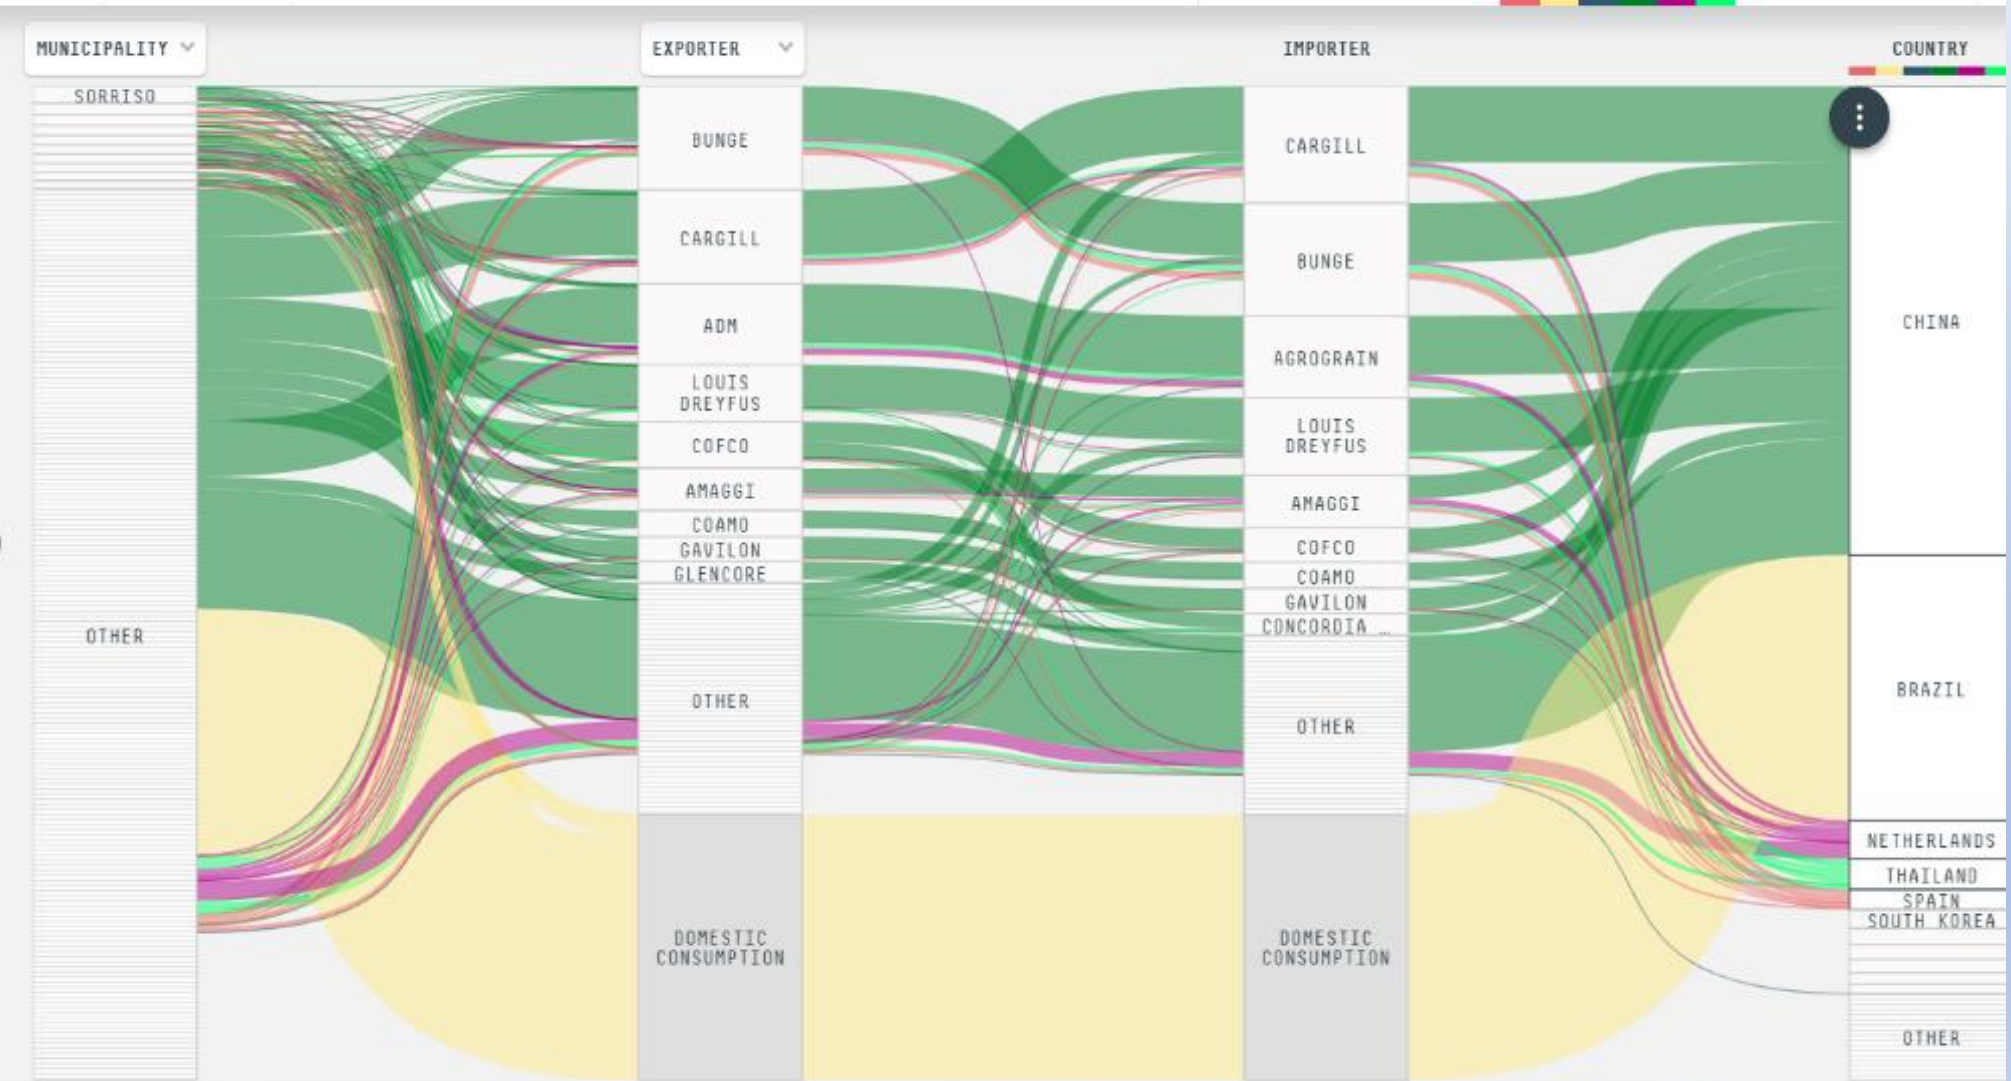 MUNICIPALITY
EXPORTER
IMPORTER
COUNTRY
SORRISO
OTHER
BUNGE
CARGILL
ADM
LOUIS
DREYFUS
COFCO
AMAGGI
COAMO
GAVILON
GLENCORE
OTHER
DOMESTIC
CONSUMPTION
CARGILL
BUNGE
AGROGRAIN
LOUIS
DREYFUS
AMAGGI
COFCO
COAMO
GAVILON
CONCORDIA …
OTHER
DOMESTIC
CONSUMPTION
CHINA
BRAZIL
NETHERLANDS
THAILAND
SPAIN
SOUTH KOREA
OTHER